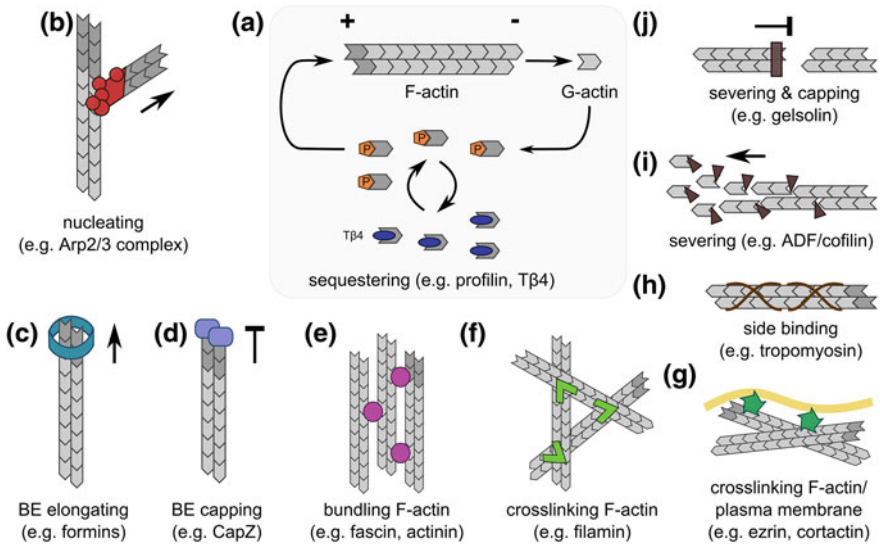 (a)
+
-
F-actin
G-actin
P
P
P
P
Tβ4
sequestering (e.g. profilin, Tβ4)
(b)
nucleating
(e.g. Arp2/3 complex)
(c)
BE elongating
(e.g. formins)
(d)
BE capping
(e.g. CapZ)
(e)
bundling F-actin
(e.g. fascin, actinin)
(f)
crosslinking F-actin
(e.g. filamin)
(g)
crosslinking F-actin/
plasma membrane
(e.g. ezrin, cortactin)
(h)
side binding
(e.g. tropomyosin)
(i)
severing (e.g. ADF/cofilin)
(j)
severing & capping
(e.g. gelsolin)